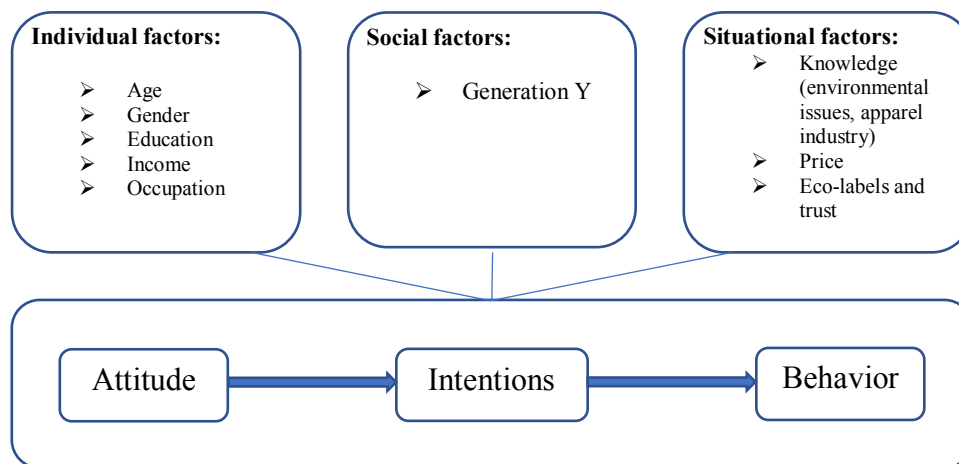 Individual factors:
➢ Age
➢ Gender
➢ Education
➢ Income
➢ Occupation
Social factors:
➢ Generation Y
Situational factors:
➢ Knowledge
(environmental
issues, apparel
industry)
➢ Price
➢ Eco-labels and
trust
Attitude
Intentions
Behavior